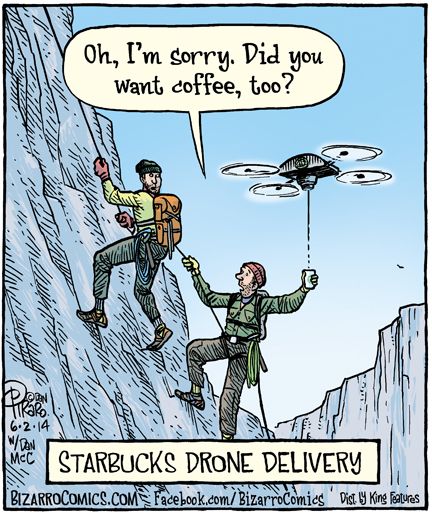 Oh, I'm sorry. Did you
want coffee, too?
©DAN
PIRARO
6·2·14
W/DAN
McC
STARBUCKS DRONE DELIVERY
BIZARROCOMICS.COM Facebook.com/BizarroComics Dist. by King Features